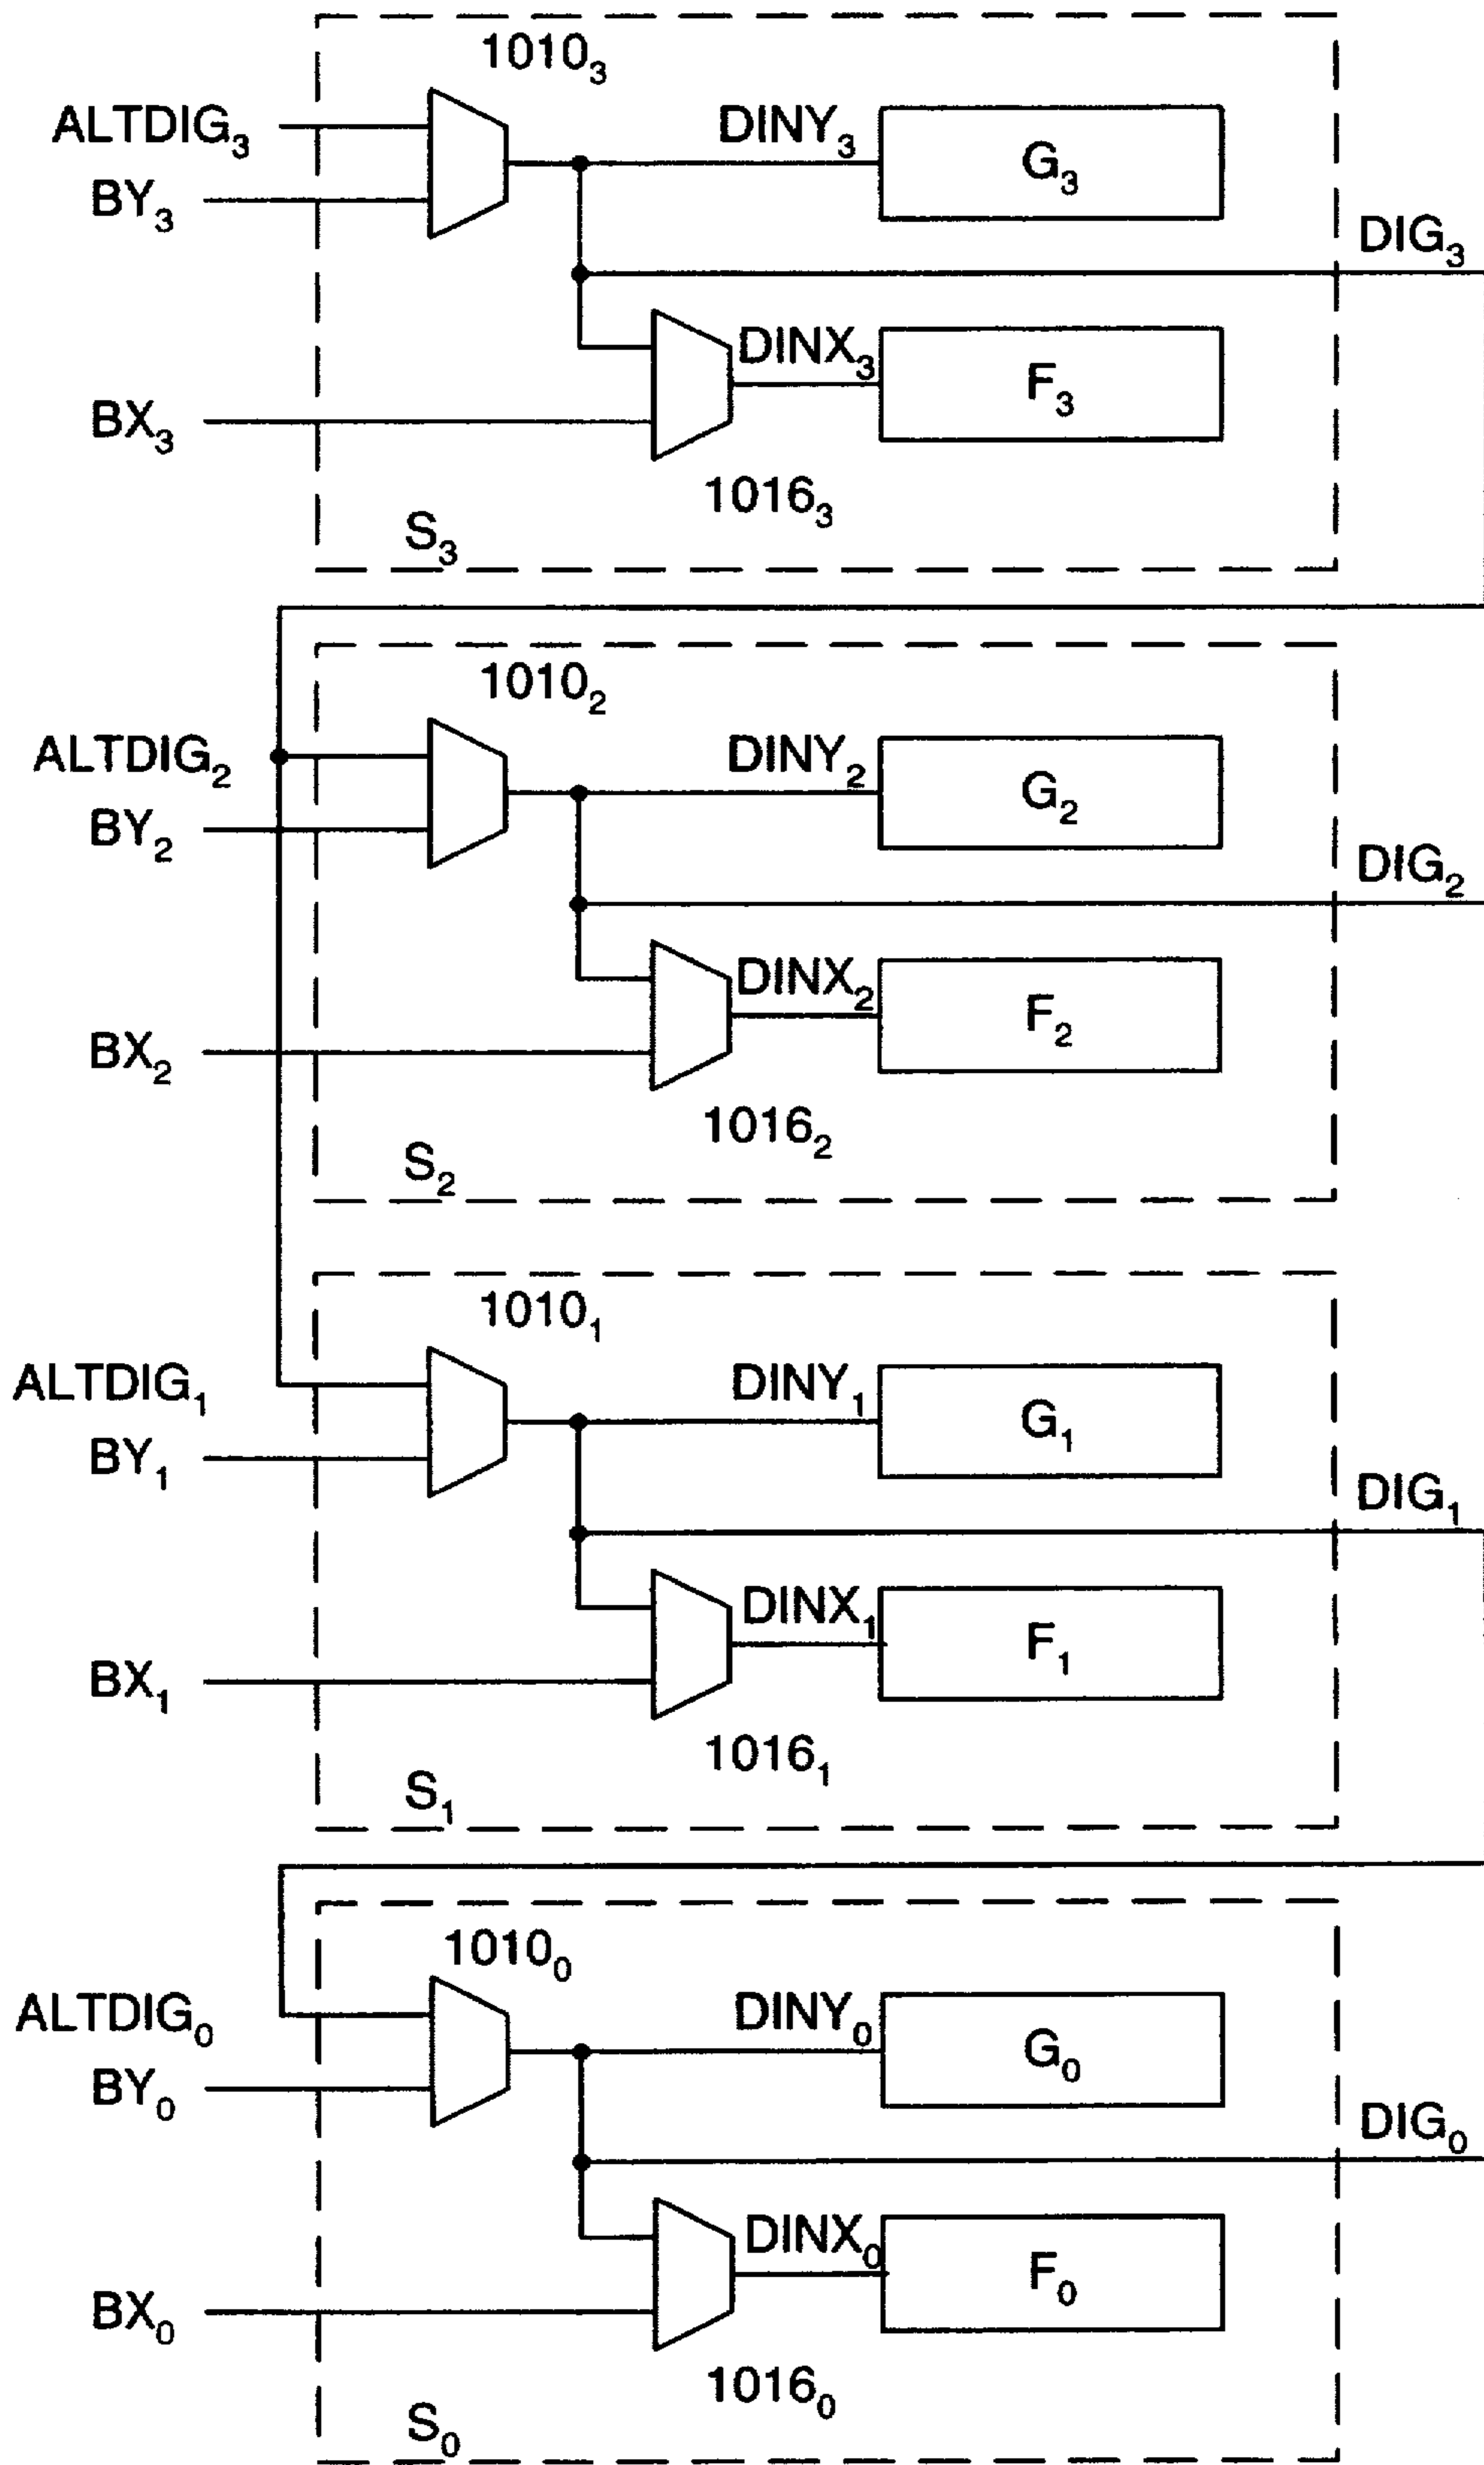 1010₃
ALTDIG₃
DINY₃
G₃
BY₃
DIG₃
DINX₃
F₃
BX₃
1016₃
S₃
1010₂
ALTDIG₂
DINY₂
G₂
BY₂
DIG₂
DINX₂
F₂
BX₂
1016₂
S₂
1010₁
ALTDIG₁
DINY₁
G₁
BY₁
DIG₁
DINX₁
F₁
BX₁
1016₁
S₁
1010₀
ALTDIG₀
DINY₀
G₀
BY₀
DIG₀
DINX₀
F₀
BX₀
1016₀
S₀